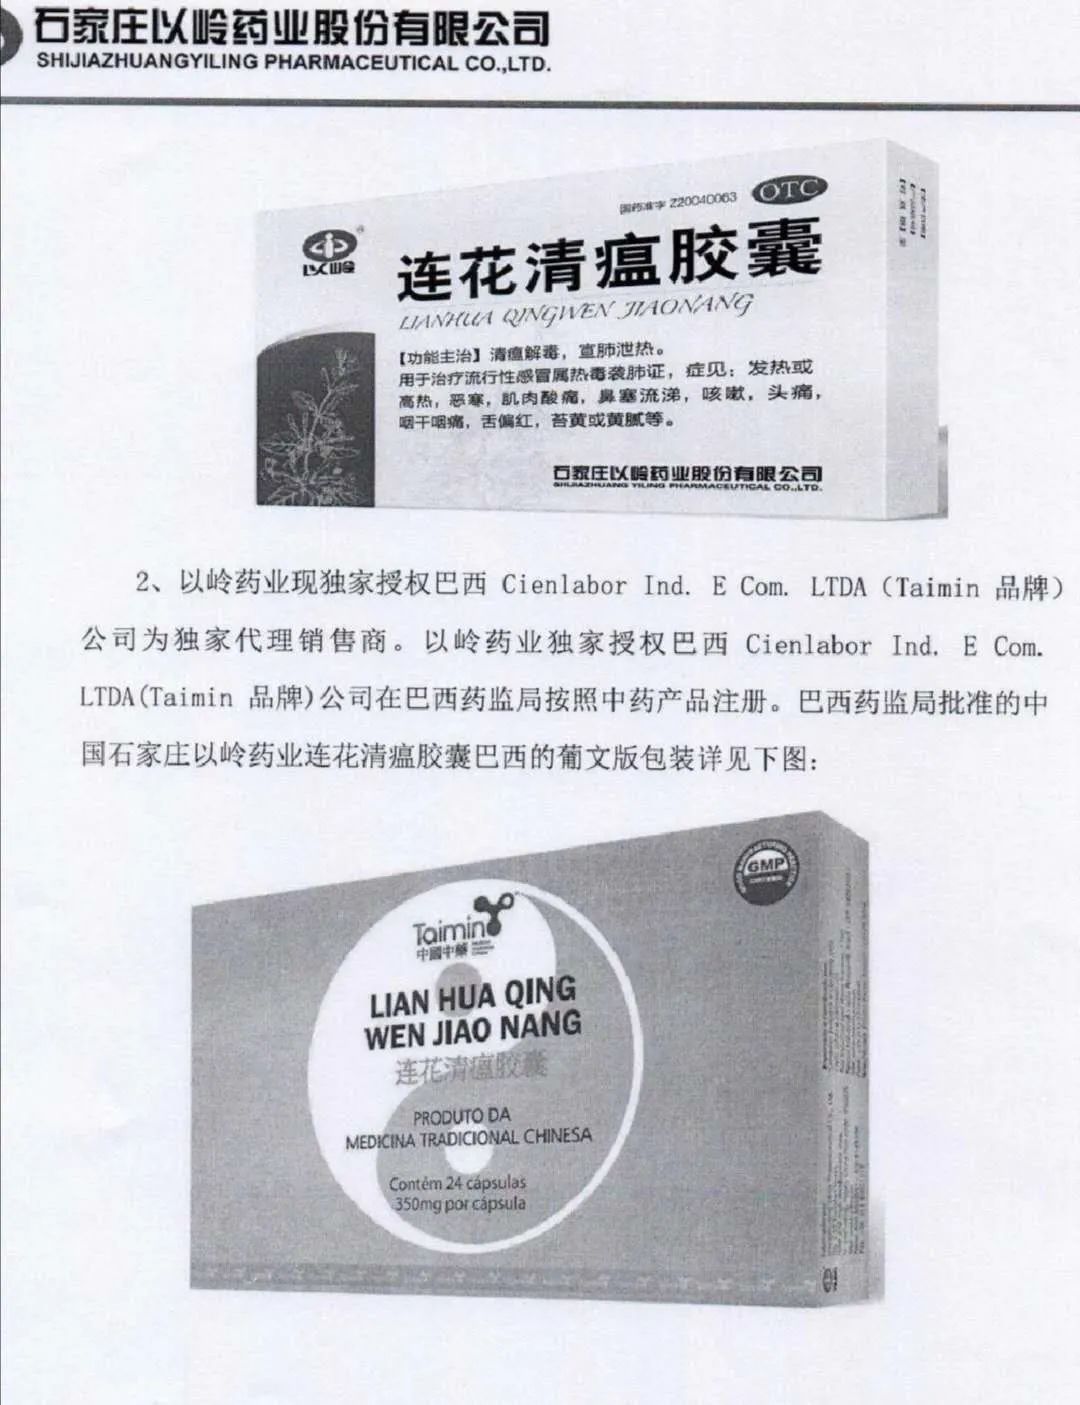 石家庄以岭药业股份有限公司
SHIJIAZHUANGYILING PHARMACEUTICAL CO.,LTD.
国药准字 Z20040063
OTC
以岭
连花清瘟胶囊
LIANHUA QINGWEN JIAONANG
【功能主治】清瘟解毒，宣肺泄热。
用于治疗流行性感冒属热毒袭肺证，症见：发热或
高热，恶寒，肌肉酸痛，鼻塞流涕，咳嗽，头痛，
咽干咽痛，舌偏红，苔黄或黄腻等。
石家庄以岭药业股份有限公司
SHIJIAZHUANG YILING PHARMACEUTICAL CO.,LTD.
2、以岭药业现独家授权巴西 Cienlabor Ind. E Com. LTDA（Taimin 品牌）
公司为独家代理销售商。以岭药业独家授权巴西 Cienlabor Ind. E Com.
LTDA(Taimin 品牌)公司在巴西药监局按照中药产品注册。巴西药监局批准的中
国石家庄以岭药业连花清瘟胶囊巴西的葡文版包装详见下图：
GMP
Taimin
中國中藥
LIAN HUA QING
WEN JIAO NANG
连花清瘟胶囊
PRODUTO DA
MEDICINA TRADICIONAL CHINESA
Contém 24 cápsulas
350mg por cápsula